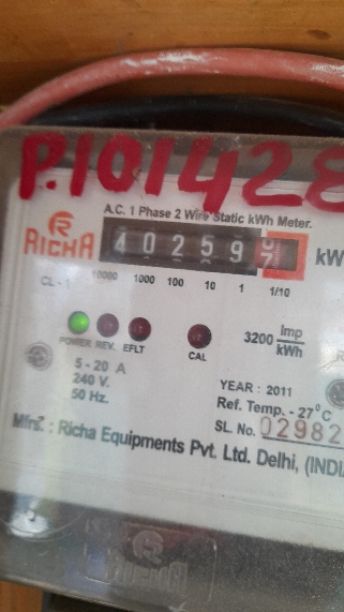 P.101428
A.C. 1 Phase 2 Wire Static kWh Meter.
RICHA
40259 7
kW
CL - 1
10000 1000 100 10 1 1/10
3200 Imp/kWh
POWER REV. EFLT CAL
5 - 20 A
240 V.
50 Hz.
YEAR : 2011
Ref. Temp. - 27°C
SL. No. 02982
Mfrs. : Richa Equipments Pvt. Ltd. Delhi, (INDI
RICHA